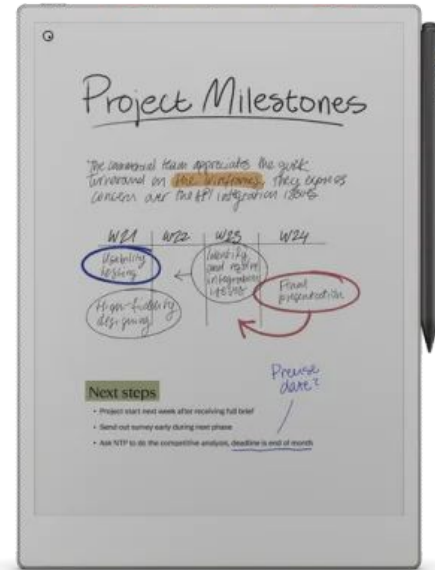 Project Milestones
The commercial team appreciates the quick
turnaround on the wireframes, they express
concern over the API integration issues
W21 W22 W23 W24
Usability
testing
Identify
and resolve
integration
issues
High-fidelity
designing
Final
presentation
Precise
date?
Next steps
• Project start next week after receiving full brief
• Send out survey early during next phase
• Ask NTP to do the competitive analysis, deadline is end of month